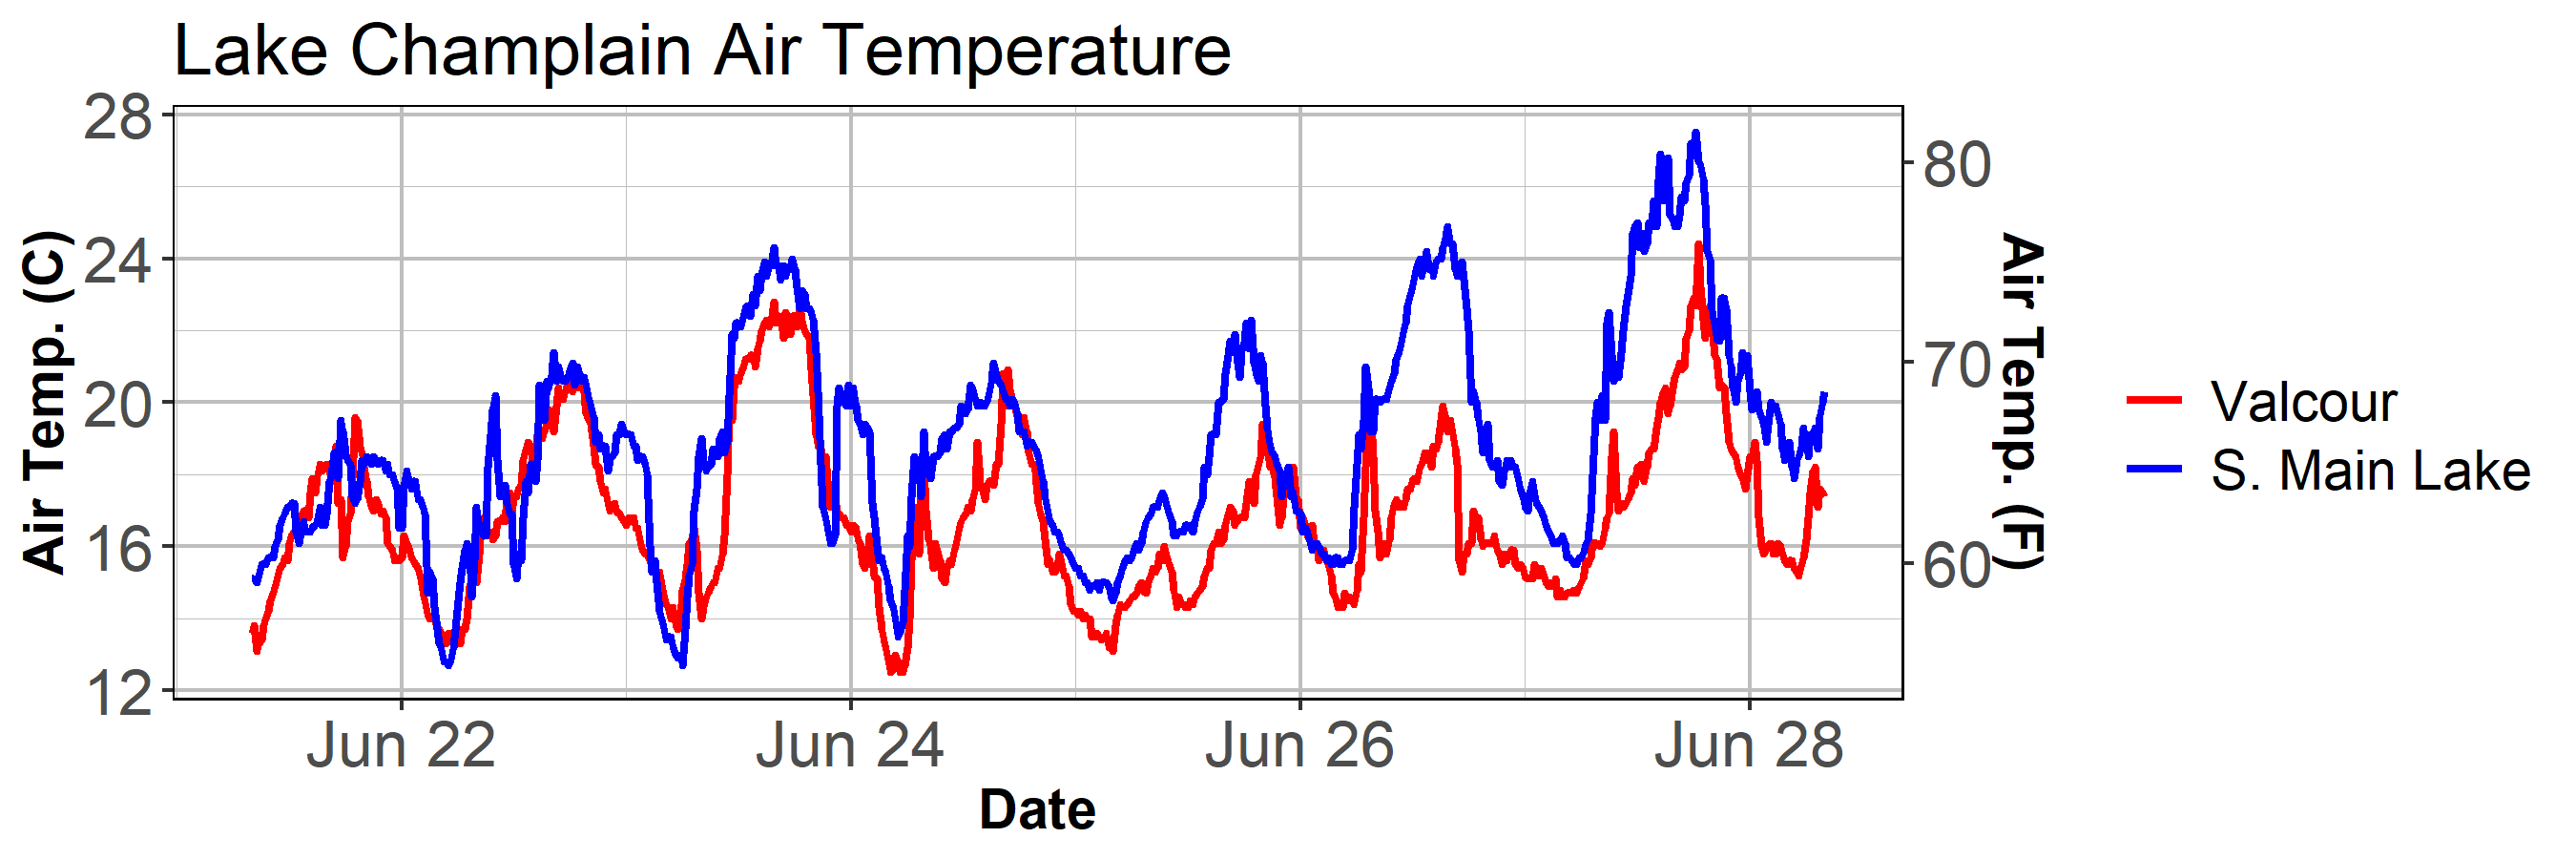 Lake Champlain Air Temperature
Air Temp. (C)
28
24
20
16
12
80
70
60
Air Temp. (F)
Jun 22 Jun 24 Jun 26 Jun 28
Date
Valcour
S. Main Lake